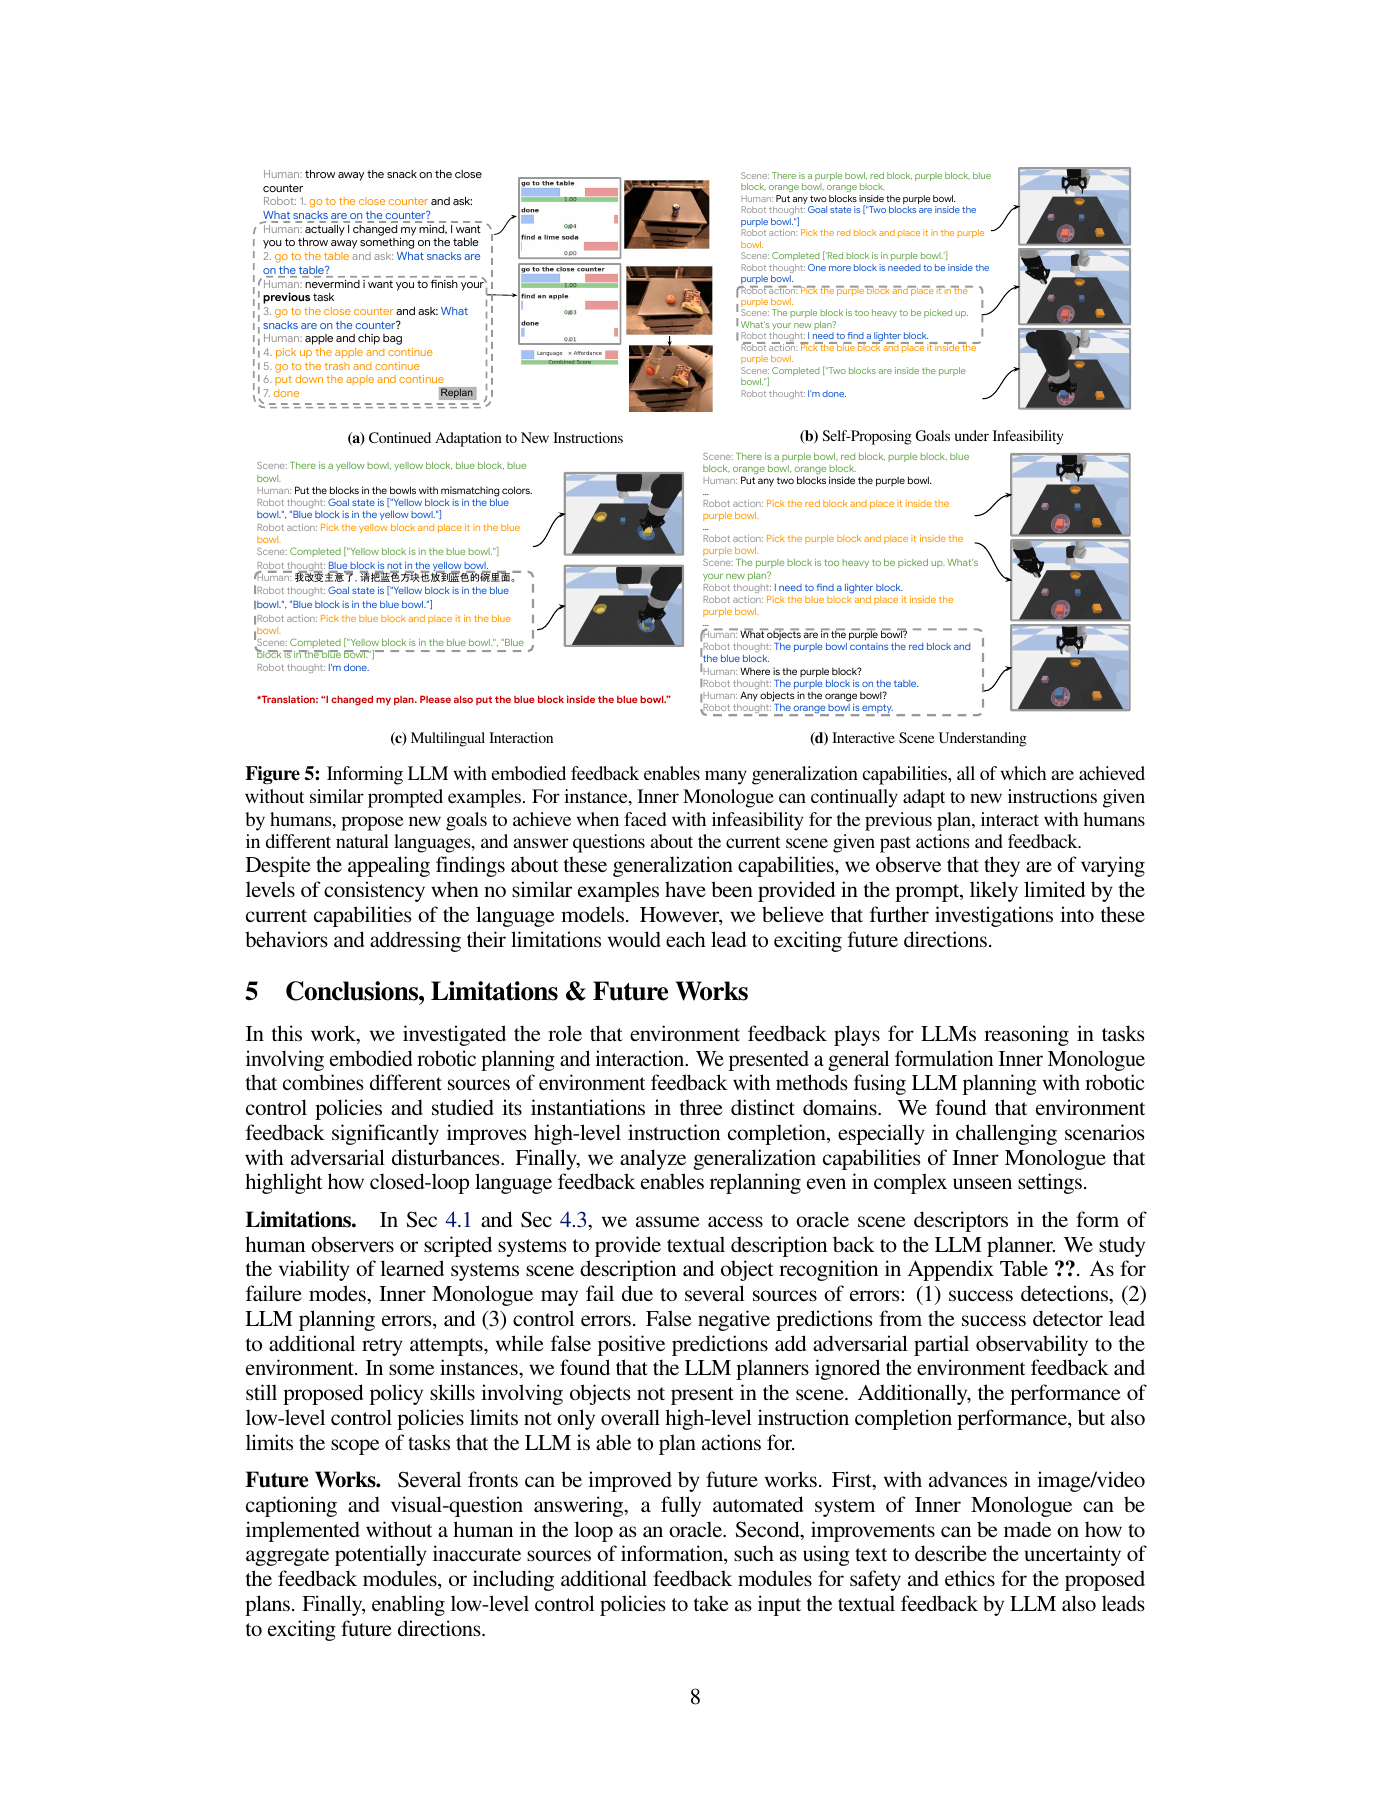 Human: throw away the snack on the close
counter
Robot: 1. go to the close counter and ask:
What snacks are on the counter?
Human: actually I changed my mind, I want
you to throw away something on the table
2. go to the table and ask: What snacks are
on the table?
Human: nevermind i want you to finish your
previous task
3. go to the close counter and ask: What
snacks are on the counter?
Human: apple and chip bag
4. pick up the apple and continue
5. go to the trash and continue
6. put down the apple and continue
7. done
Replan
go to the table
1.00
done
0.04
find a lime soda
0.00
go to the close counter
1.00
find an apple
0.03
done
0.01
Language × Affordance
Combined Score
(a) Continued Adaptation to New Instructions
Scene: There is a purple bowl, red block, purple block, blue
block, orange bowl, orange block.
Human: Put any two blocks inside the purple bowl.
Robot thought: Goal state is ["Two blocks are inside the
purple bowl."]
Robot action: Pick the red block and place it in the purple
bowl.
Scene: Completed ['Red block is in purple bowl.']
Robot thought: One more block is needed to be inside the
purple bowl.
Robot action: Pick the purple block and place it in the
purple bowl.
Scene: The purple block is too heavy to be picked up.
What's your new plan?
Robot thought: I need to find a lighter block.
Robot action: Pick the blue block and place it inside the
purple bowl.
Scene: Completed ["Two blocks are inside the purple
bowl."]
Robot thought: I'm done.
(b) Self-Proposing Goals under Infeasibility
Scene: There is a yellow bowl, yellow block, blue block, blue
bowl.
Human: Put the blocks in the bowls with mismatching colors.
Robot thought: Goal state is ["Yellow block is in the blue
bowl.", "Blue block is in the yellow bowl."]
Robot action: Pick the yellow block and place it in the blue
bowl.
Scene: Completed ["Yellow block is in the blue bowl."]
Robot thought: Blue block is not in the yellow bowl.
Human: 我改变主意了, 请把蓝色方块也放到蓝色的碗里面。
Robot thought: Goal state is ["Yellow block is in the blue
bowl.", "Blue block is in the blue bowl."]
Robot action: Pick the blue block and place it in the blue
bowl.
Scene: Completed ["Yellow block is in the blue bowl.", "Blue
block is in the blue bowl."]
Robot thought: I'm done.
*Translation: “I changed my plan. Please also put the blue block inside the blue bowl.”
(c) Multilingual Interaction
Scene: There is a purple bowl, red block, purple block, blue
block, orange bowl, orange block.
Human: Put any two blocks inside the purple bowl.
...
Robot action: Pick the red block and place it inside the
purple bowl.
...
Robot action: Pick the purple block and place it inside the
purple bowl.
Scene: The purple block is too heavy to be picked up. What's
your new plan?
Robot thought: I need to find a lighter block.
Robot action: Pick the blue block and place it inside the
purple bowl.
...
Human: What objects are in the purple bowl?
Robot thought: The purple bowl contains the red block and
the blue block.
Human: Where is the purple block?
Robot thought: The purple block is on the table.
Human: Any objects in the orange bowl?
Robot thought: The orange bowl is empty.
(d) Interactive Scene Understanding
Figure 5: Informing LLM with embodied feedback enables many generalization capabilities, all of which are achieved
without similar prompted examples. For instance, Inner Monologue can continually adapt to new instructions given
by humans, propose new goals to achieve when faced with infeasibility for the previous plan, interact with humans
in different natural languages, and answer questions about the current scene given past actions and feedback.
Despite the appealing findings about these generalization capabilities, we observe that they are of varying
levels of consistency when no similar examples have been provided in the prompt, likely limited by the
current capabilities of the language models. However, we believe that further investigations into these
behaviors and addressing their limitations would each lead to exciting future directions.
5 Conclusions, Limitations & Future Works
In this work, we investigated the role that environment feedback plays for LLMs reasoning in tasks
involving embodied robotic planning and interaction. We presented a general formulation Inner Monologue
that combines different sources of environment feedback with methods fusing LLM planning with robotic
control policies and studied its instantiations in three distinct domains. We found that environment
feedback significantly improves high-level instruction completion, especially in challenging scenarios
with adversarial disturbances. Finally, we analyze generalization capabilities of Inner Monologue that
highlight how closed-loop language feedback enables replanning even in complex unseen settings.
Limitations. In Sec 4.1 and Sec 4.3, we assume access to oracle scene descriptors in the form of
human observers or scripted systems to provide textual description back to the LLM planner. We study
the viability of learned systems scene description and object recognition in Appendix Table ??. As for
failure modes, Inner Monologue may fail due to several sources of errors: (1) success detections, (2)
LLM planning errors, and (3) control errors. False negative predictions from the success detector lead
to additional retry attempts, while false positive predictions add adversarial partial observability to the
environment. In some instances, we found that the LLM planners ignored the environment feedback and
still proposed policy skills involving objects not present in the scene. Additionally, the performance of
low-level control policies limits not only overall high-level instruction completion performance, but also
limits the scope of tasks that the LLM is able to plan actions for.
Future Works. Several fronts can be improved by future works. First, with advances in image/video
captioning and visual-question answering, a fully automated system of Inner Monologue can be
implemented without a human in the loop as an oracle. Second, improvements can be made on how to
aggregate potentially inaccurate sources of information, such as using text to describe the uncertainty of
the feedback modules, or including additional feedback modules for safety and ethics for the proposed
plans. Finally, enabling low-level control policies to take as input the textual feedback by LLM also leads
to exciting future directions.
8